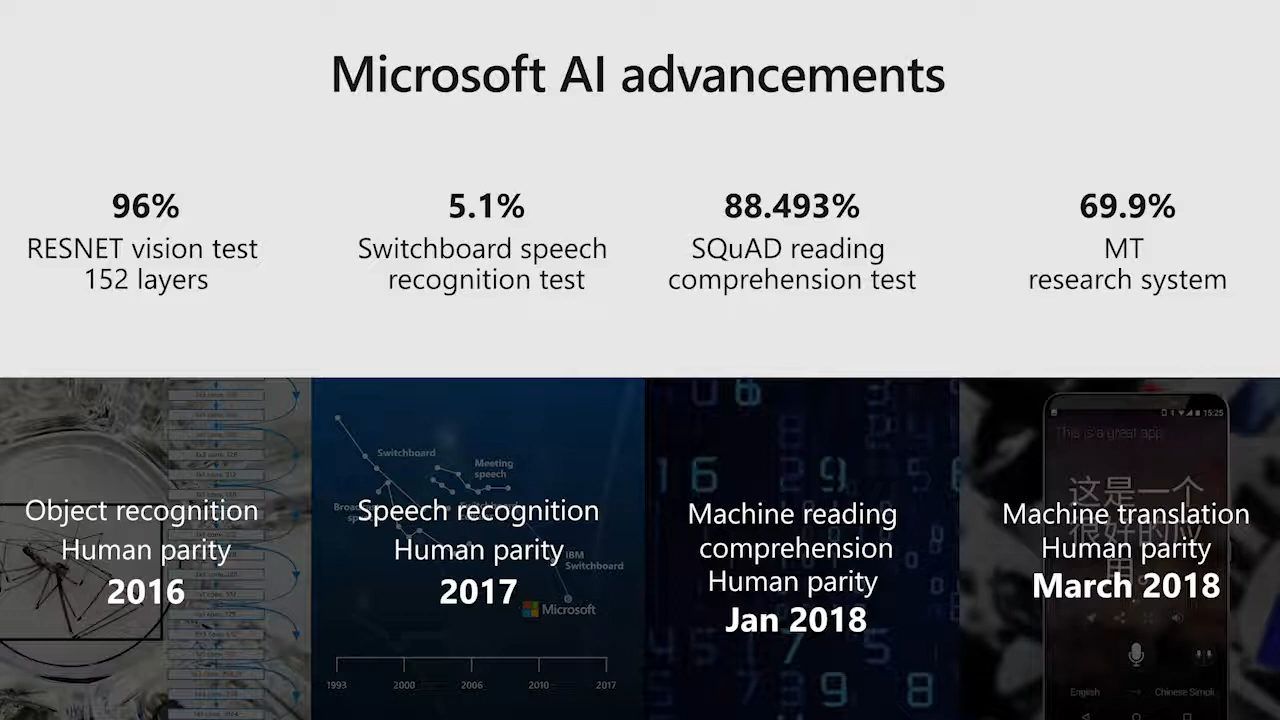 Microsoft AI advancements
96%
RESNET vision test
152 layers
5.1%
Switchboard speech
recognition test
88.493%
SQuAD reading
comprehension test
69.9%
MT
research system
Object recognition
Human parity
2016
Switchboard
Meeting
speech
Speech recognition
Human parity
2017
IBM
Switchboard
Microsoft
1993
2000
2006
2010
2017
Machine reading
comprehension
Human parity
Jan 2018
15:25
This is a great app
这是一个
Machine translation
Human parity
March 2018
English
→
Chinese Simpli